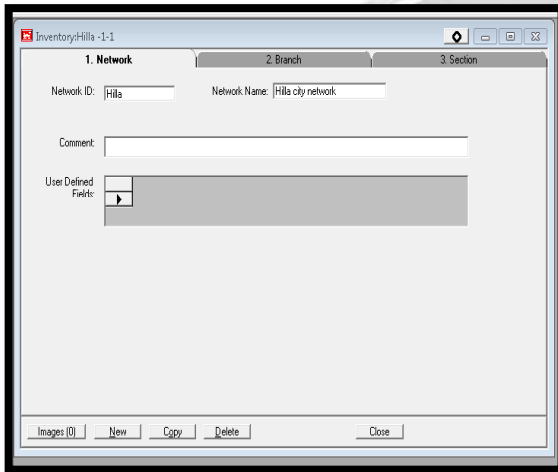 Inventory:Hilla -1-1
1. Network 2. Branch 3. Section
Network ID: Hilla Network Name: Hilla city network
Comment:
User Defined
Fields:
Images (0) New Copy Delete Close